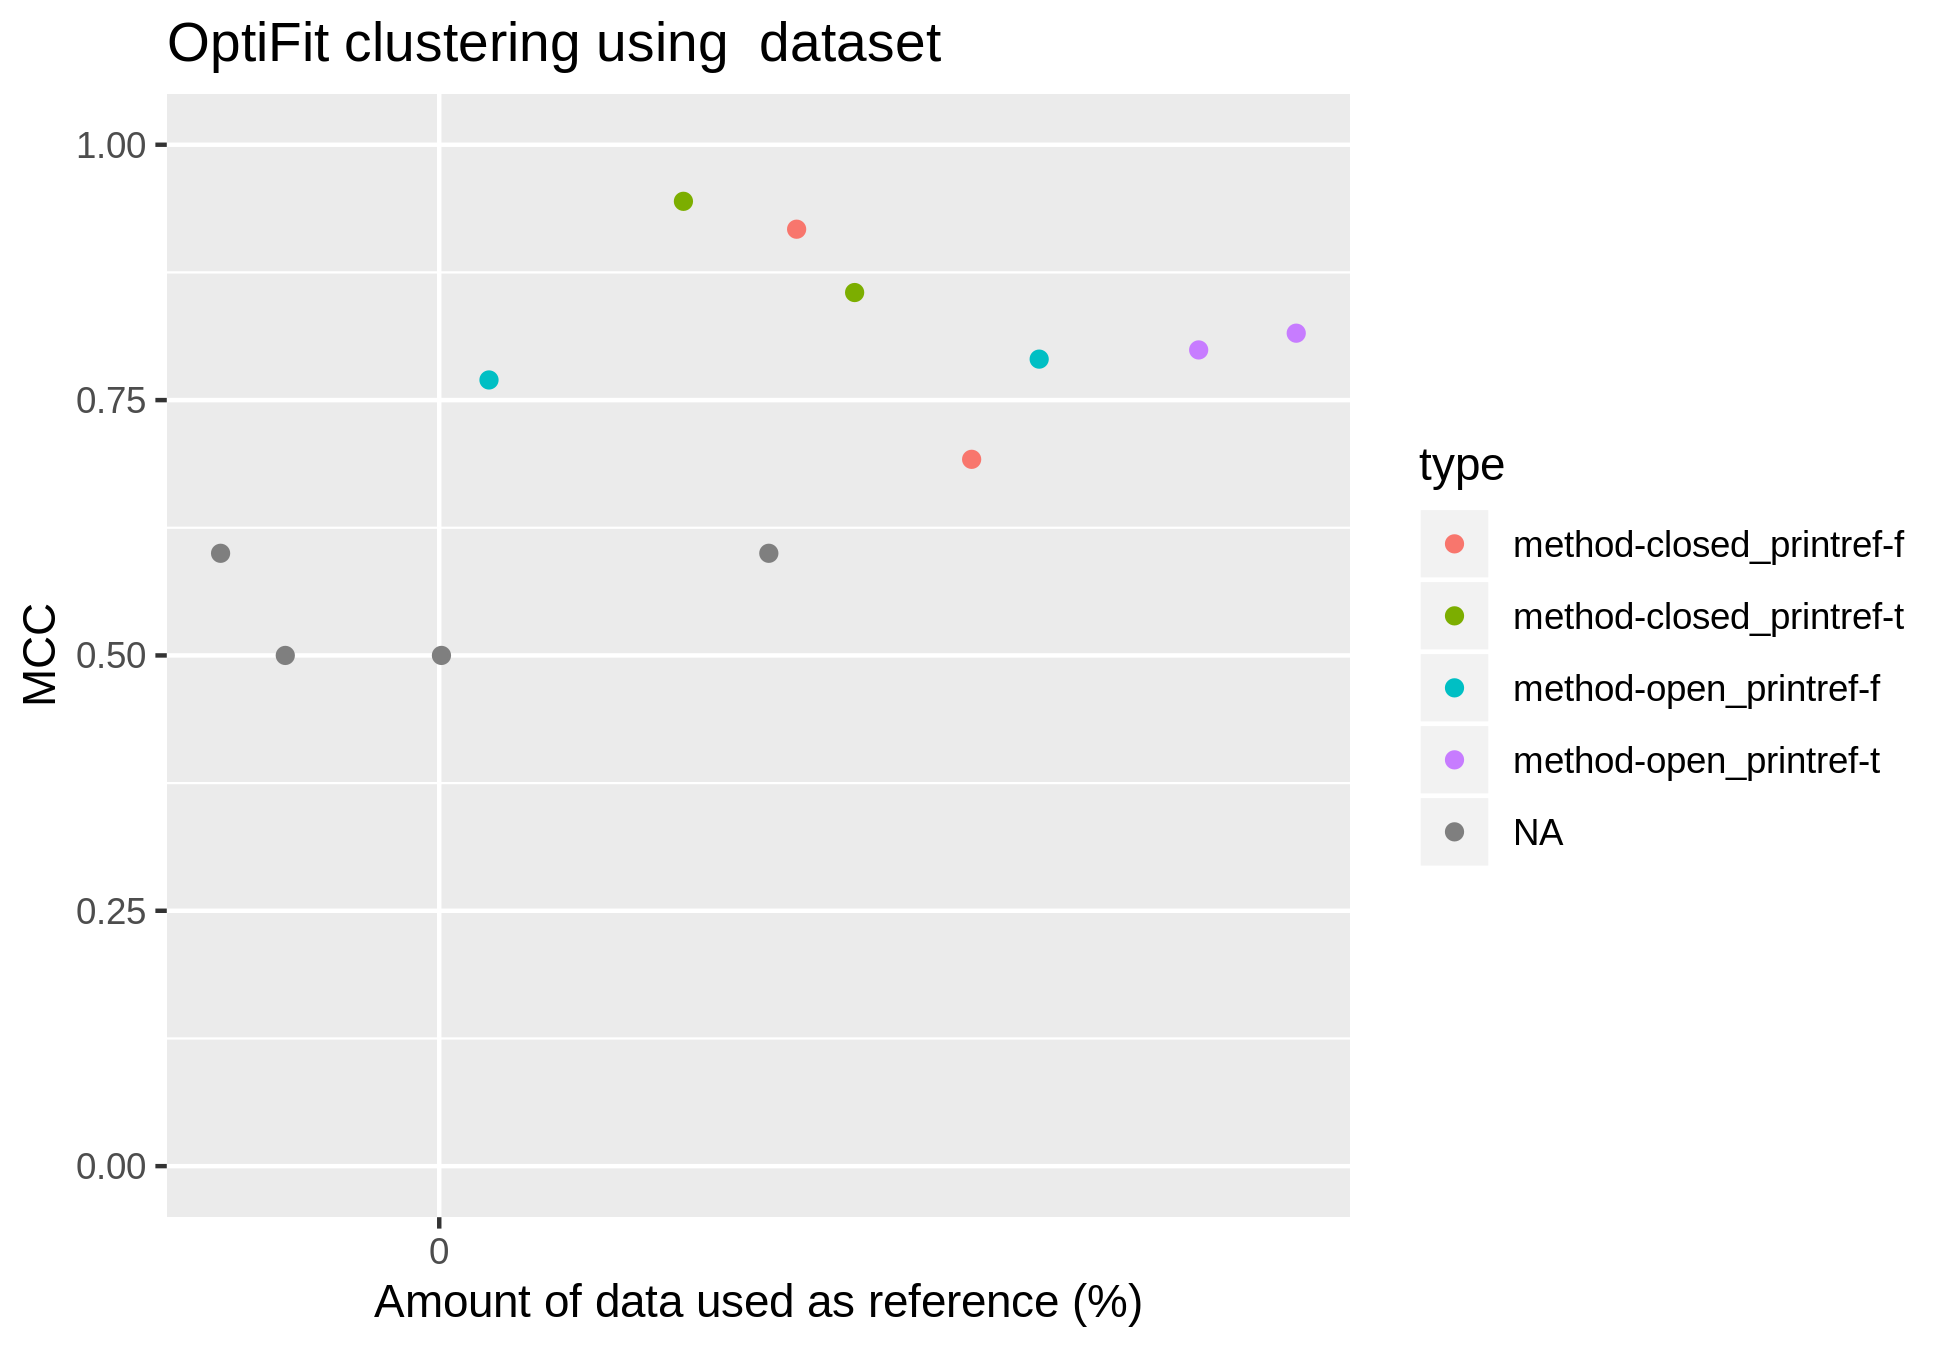 OptiFit clustering using  dataset
1.00
0.75
0.50
0.25
0.00
MCC
0
Amount of data used as reference (%)
type
method-closed_printref-f
method-closed_printref-t
method-open_printref-f
method-open_printref-t
NA